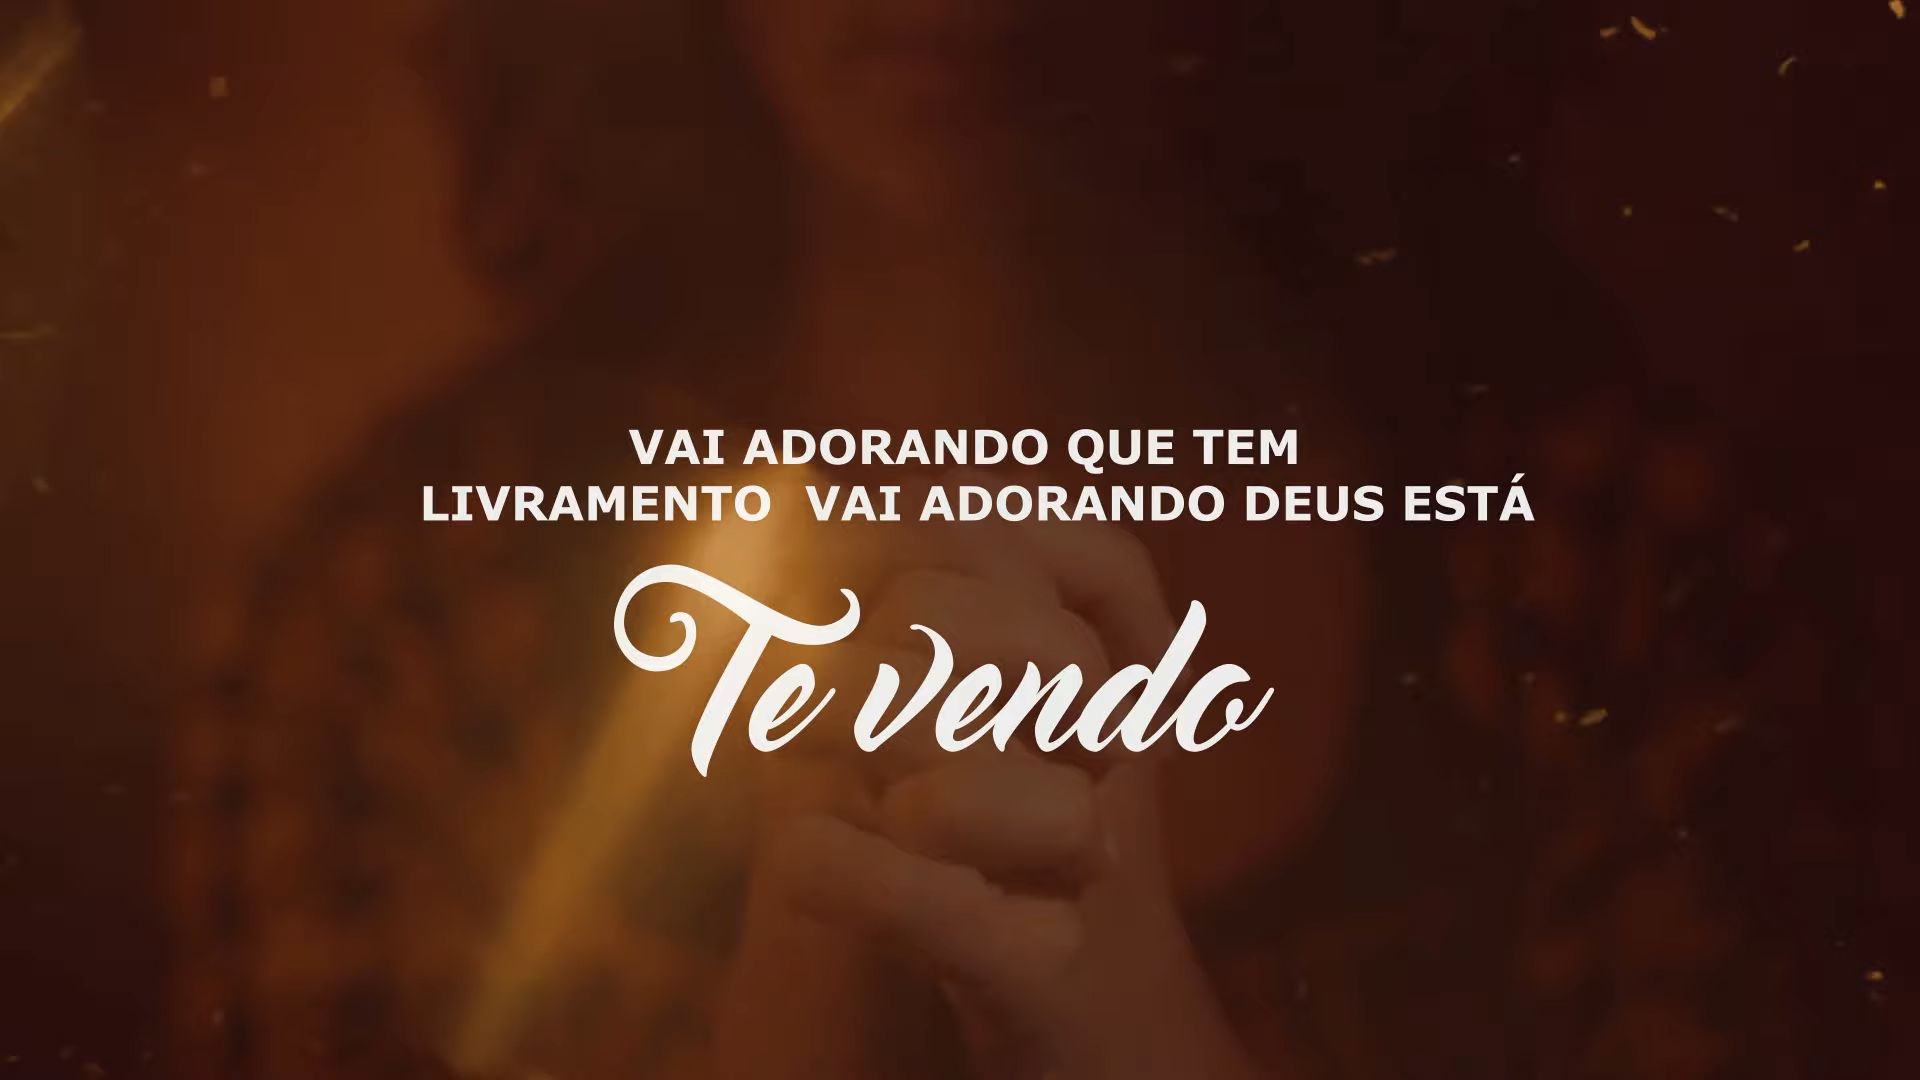 VAI ADORANDO QUE TEM
LIVRAMENTO  VAI ADORANDO DEUS ESTÁ
Te vendo